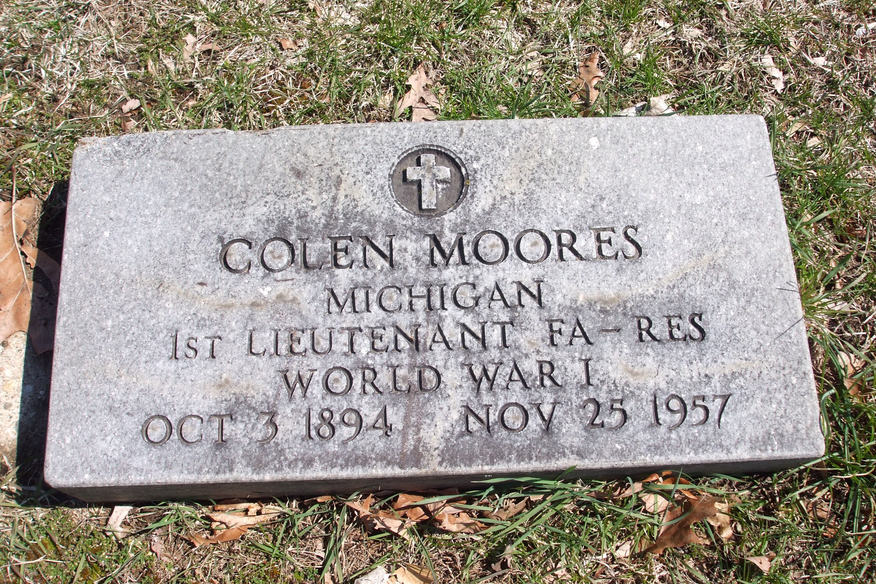 COLEN MOORES
MICHIGAN
1ST LIEUTENANT FA-RES
WORLD WAR I
OCT 3 1894 NOV 25 1957